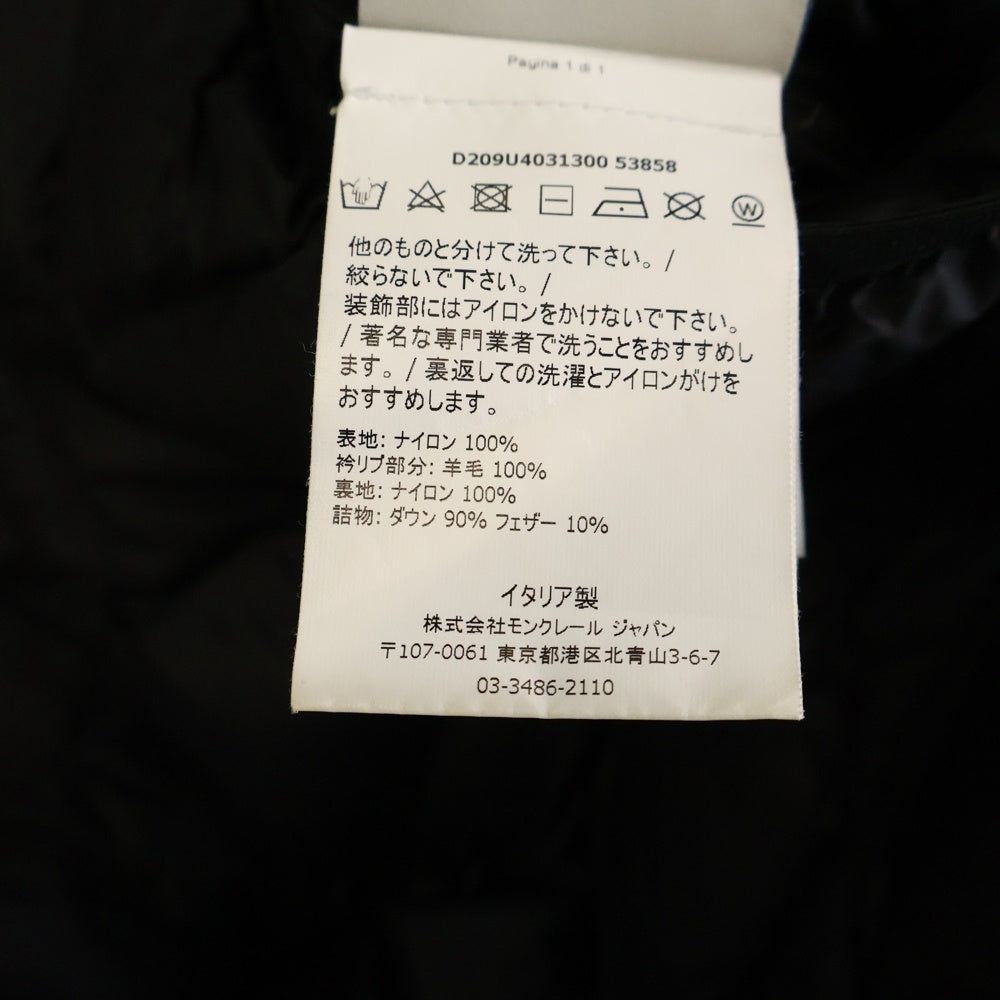 Pagina 1 di 1
D209U4031300 53858
W
他のものと分けて洗って下さい。/
絞らないで下さい。/
装飾部にはアイロンをかけないで下さい。
/ 著名な専門業者で洗うことをおすすめし
ます。/ 裏返しての洗濯とアイロンがけを
おすすめします。
表地: ナイロン 100%
衿リブ部分: 羊毛 100%
裏地: ナイロン 100%
詰物: ダウン 90% フェザー 10%
イタリア製
株式会社モンクレール ジャパン
〒107-0061 東京都港区北青山3-6-7
03-3486-2110